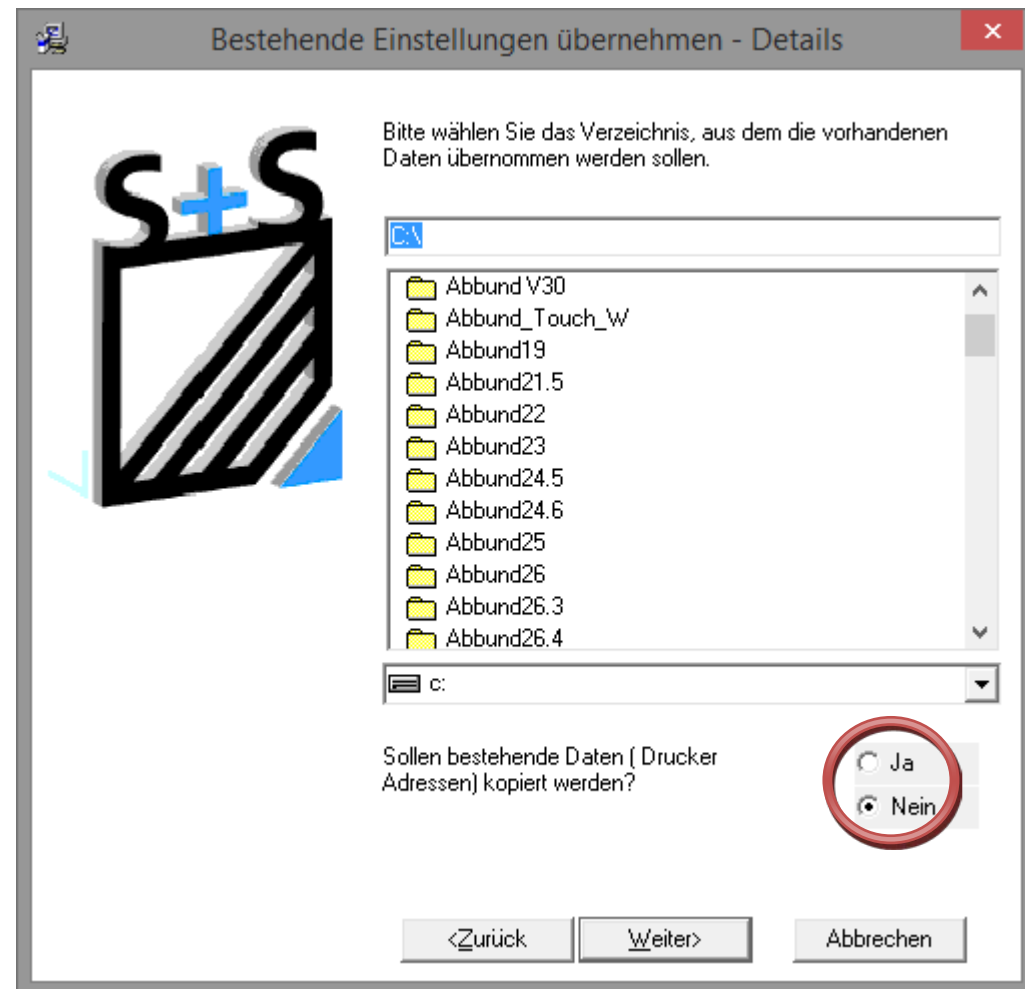 Bestehende Einstellungen übernehmen - Details
S+S
Bitte wählen Sie das Verzeichnis, aus dem die vorhandenen
Daten übernommen werden sollen.
C:\
Abbund V30
Abbund_Touch_W
Abbund19
Abbund21.5
Abbund22
Abbund23
Abbund24.5
Abbund24.6
Abbund25
Abbund26
Abbund26.3
Abbund26.4
c:
Sollen bestehende Daten ( Drucker
Adressen) kopiert werden?
Ja
Nein
<Zurück
Weiter>
Abbrechen